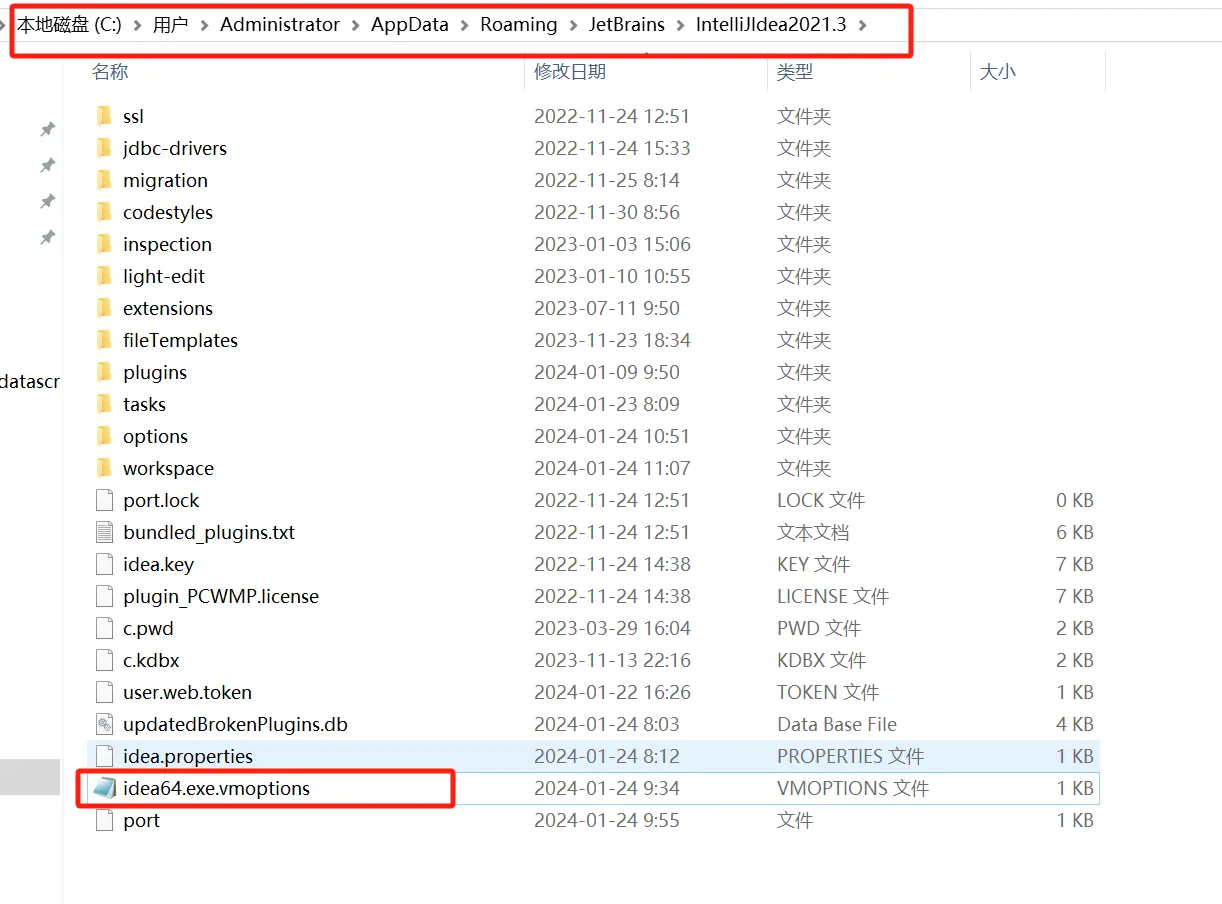 本地磁盘 (C:) > 用户 > Administrator > AppData > Roaming > JetBrains > IntelliJIdea2021.3 >
名称 修改日期 类型 大小
ssl 2022-11-24 12:51 文件夹
jdbc-drivers 2022-11-24 15:33 文件夹
migration 2022-11-25 8:14 文件夹
codestyles 2022-11-30 8:56 文件夹
inspection 2023-01-03 15:06 文件夹
light-edit 2023-01-10 10:55 文件夹
extensions 2023-07-11 9:50 文件夹
fileTemplates 2023-11-23 18:34 文件夹
plugins 2024-01-09 9:50 文件夹
datascr
tasks 2024-01-23 8:09 文件夹
options 2024-01-24 10:51 文件夹
workspace 2024-01-24 11:07 文件夹
port.lock 2022-11-24 12:51 LOCK 文件 0 KB
bundled_plugins.txt 2022-11-24 12:51 文本文档 6 KB
idea.key 2022-11-24 14:38 KEY 文件 7 KB
plugin_PCWMP.license 2022-11-24 14:38 LICENSE 文件 7 KB
c.pwd 2023-03-29 16:04 PWD 文件 2 KB
c.kdbx 2023-11-13 22:16 KDBX 文件 2 KB
user.web.token 2024-01-22 16:26 TOKEN 文件 1 KB
updatedBrokenPlugins.db 2024-01-24 8:03 Data Base File 4 KB
idea.properties 2024-01-24 8:12 PROPERTIES 文件 1 KB
idea64.exe.vmoptions 2024-01-24 9:34 VMOPTIONS 文件 1 KB
port 2024-01-24 9:55 文件 1 KB